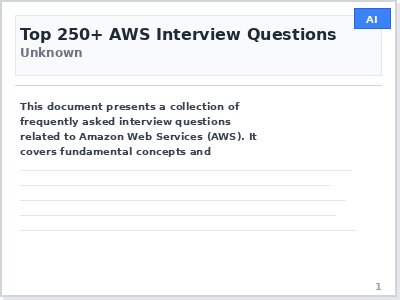 AI
Top 250+ AWS Interview Questions
Unknown
This document presents a collection of
frequently asked interview questions
related to Amazon Web Services (AWS). It
covers fundamental concepts and
1